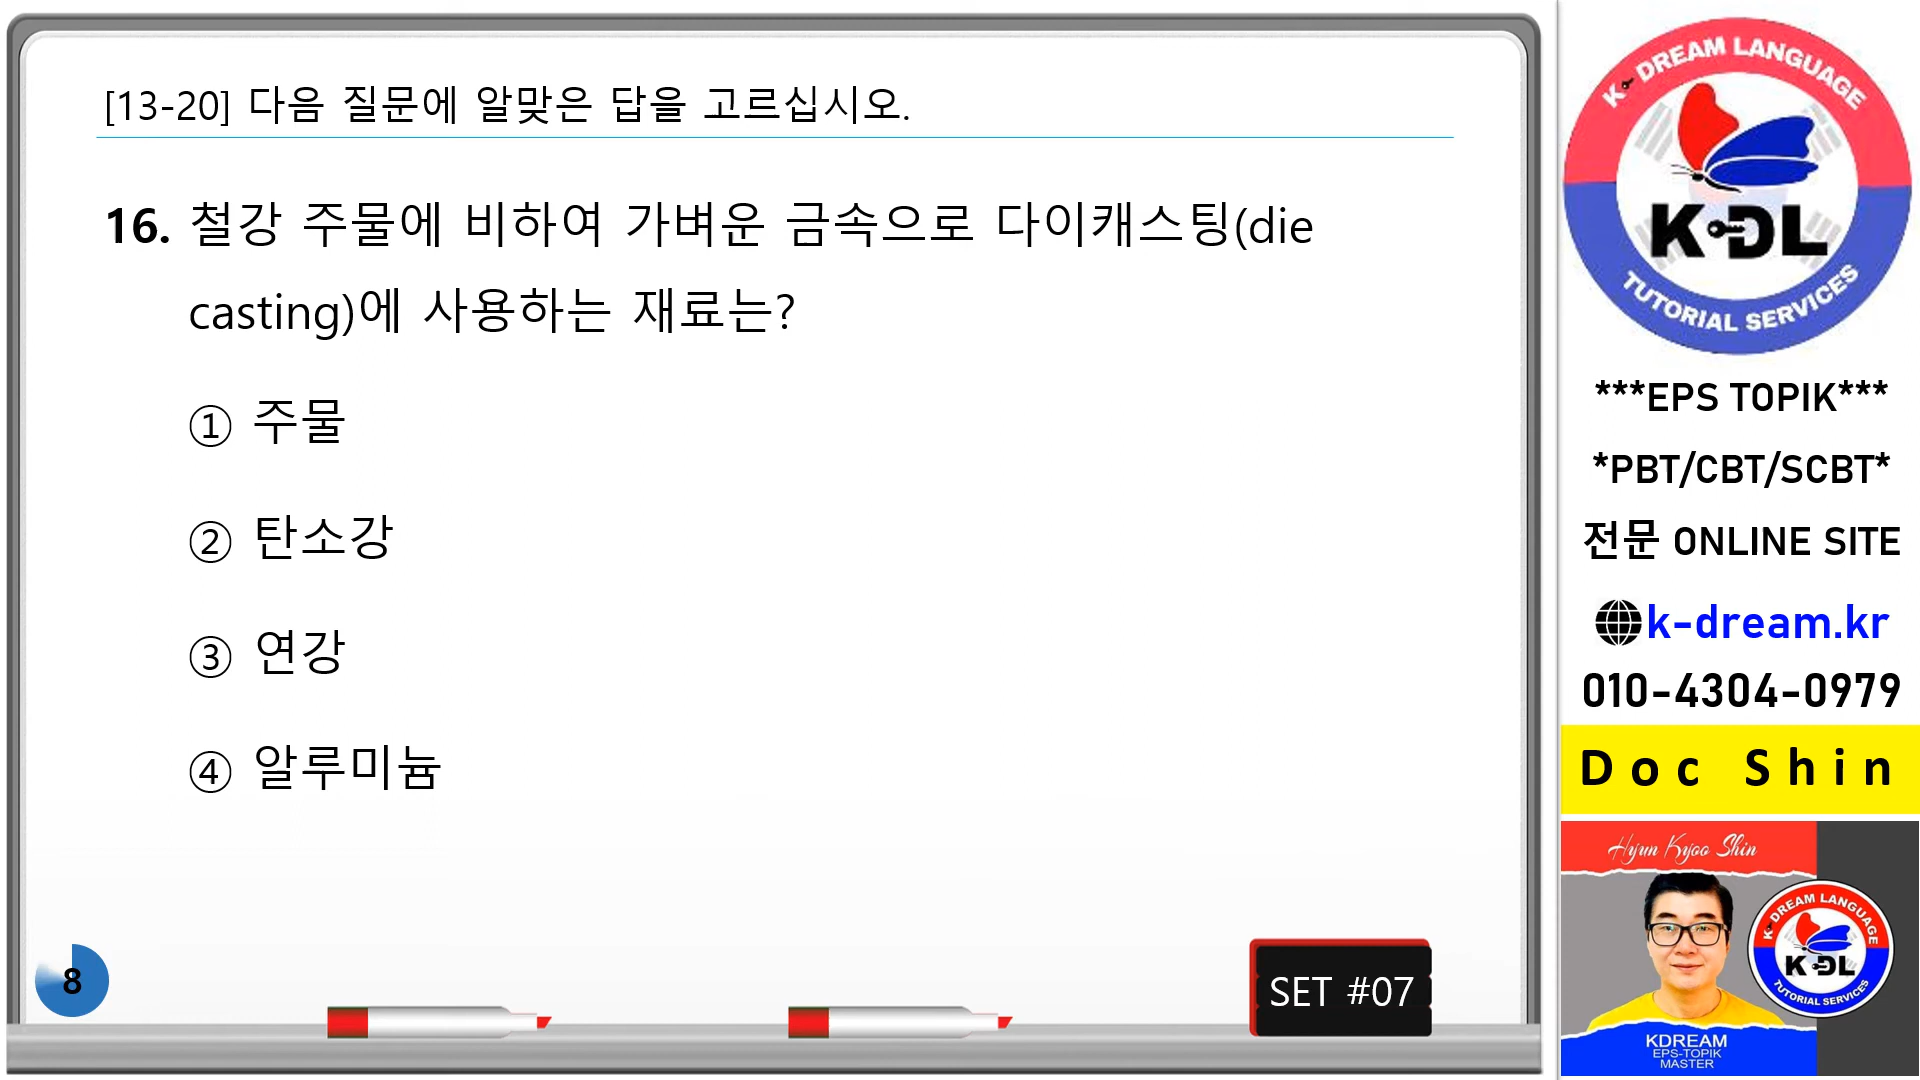 [13-20] 다음 질문에 알맞은 답을 고르십시오.
16. 철강 주물에 비하여 가벼운 금속으로 다이캐스팅(die
casting)에 사용하는 재료는?
① 주물
② 탄소강
③ 연강
④ 알루미늄
8
SET #07
K DREAM LANGUAGE
K DL
TUTORIAL SERVICES
***EPS TOPIK***
*PBT/CBT/SCBT*
전문 ONLINE SITE
k-dream.kr
010-4304-0979
Doc Shin
Hyun Kyoo Shin
K DREAM LANGUAGE
K DL
TUTORIAL SERVICES
KDREAM
EPS-TOPIK
MASTER